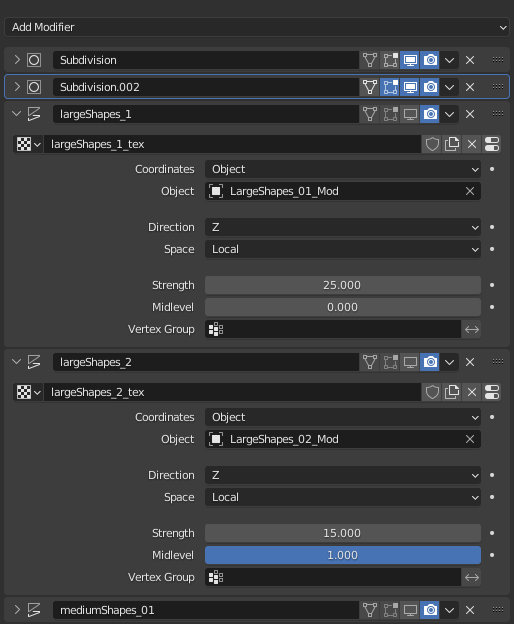 Add Modifier
Subdivision
Subdivision.002
largeShapes_1
largeShapes_1_tex
Coordinates Object
Object LargeShapes_01_Mod
Direction Z
Space Local
Strength 25.000
Midlevel 0.000
Vertex Group
largeShapes_2
largeShapes_2_tex
Coordinates Object
Object LargeShapes_02_Mod
Direction Z
Space Local
Strength 15.000
Midlevel 1.000
Vertex Group
mediumShapes_01